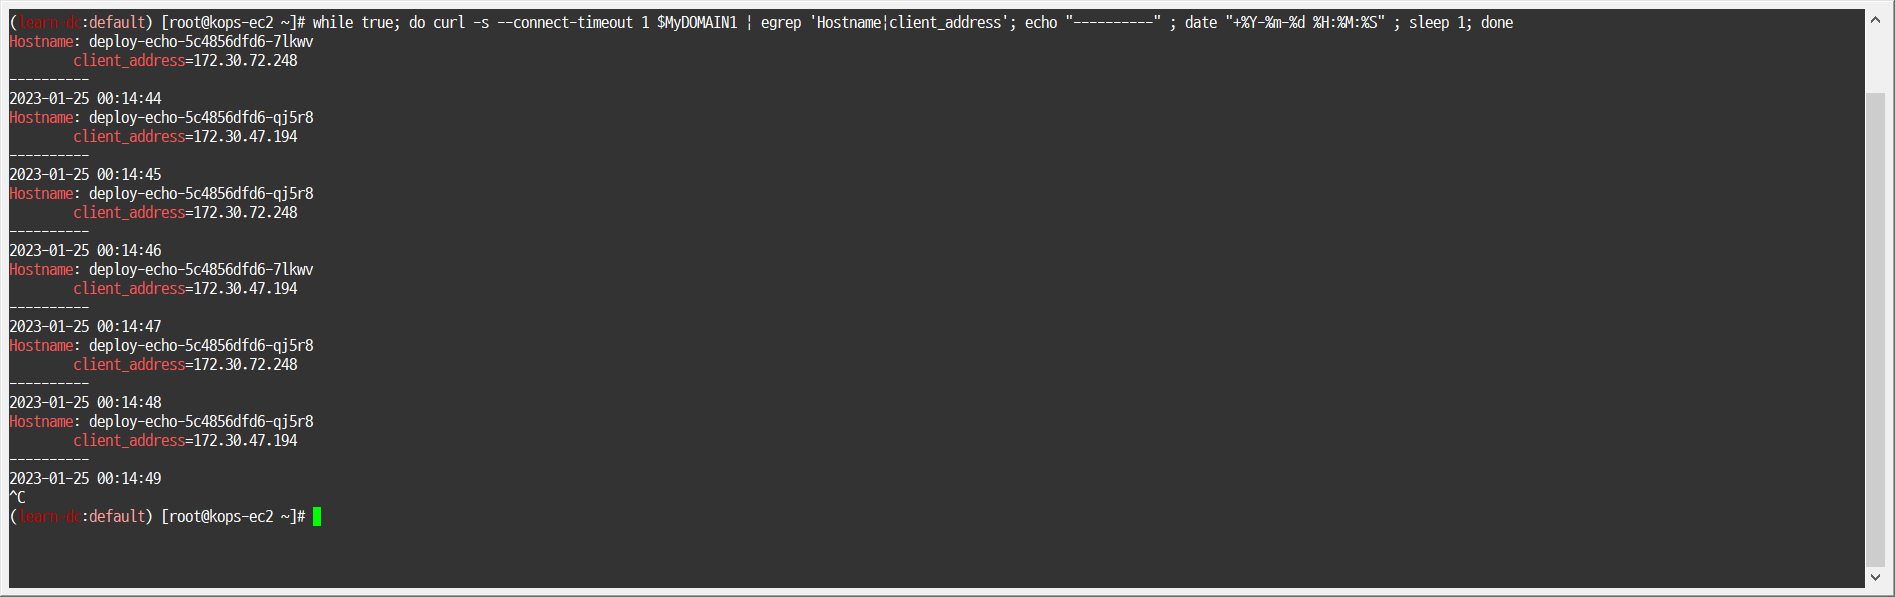 (learn-dc:default) [root@kops-ec2 ~]# while true; do curl -s --connect-timeout 1 $MyDOMAIN1 | egrep 'Hostname|client_address'; echo "----------" ; date "+%Y-%m-%d %H:%M:%S" ; sleep 1; done
Hostname: deploy-echo-5c4856dfd6-7lkwv
        client_address=172.30.72.248
----------
2023-01-25 00:14:44
Hostname: deploy-echo-5c4856dfd6-qj5r8
        client_address=172.30.47.194
----------
2023-01-25 00:14:45
Hostname: deploy-echo-5c4856dfd6-qj5r8
        client_address=172.30.72.248
----------
2023-01-25 00:14:46
Hostname: deploy-echo-5c4856dfd6-7lkwv
        client_address=172.30.47.194
----------
2023-01-25 00:14:47
Hostname: deploy-echo-5c4856dfd6-qj5r8
        client_address=172.30.72.248
----------
2023-01-25 00:14:48
Hostname: deploy-echo-5c4856dfd6-qj5r8
        client_address=172.30.47.194
----------
2023-01-25 00:14:49
^C
(learn-dc:default) [root@kops-ec2 ~]#